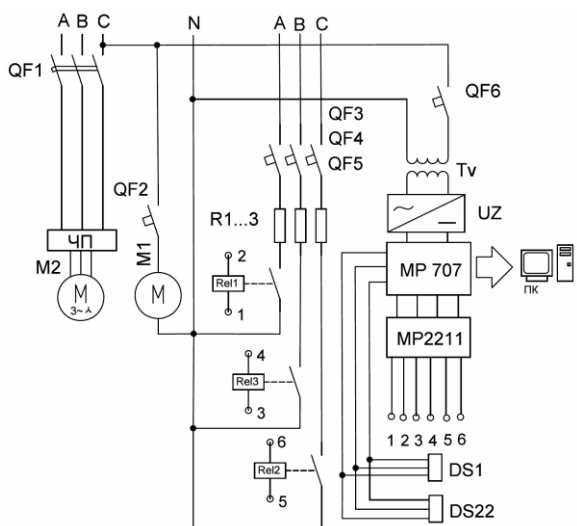 A B C N A B C
QF1
QF6
QF3
QF4
QF5
Tv
QF2
R1...3
UZ
ЧП
M1
MP 707
ПК
M2
M
3~
M
2
Rel1
1
MP2211
4
Rel3
3
1 2 3 4 5 6
6
Rel2
5
DS1
DS22